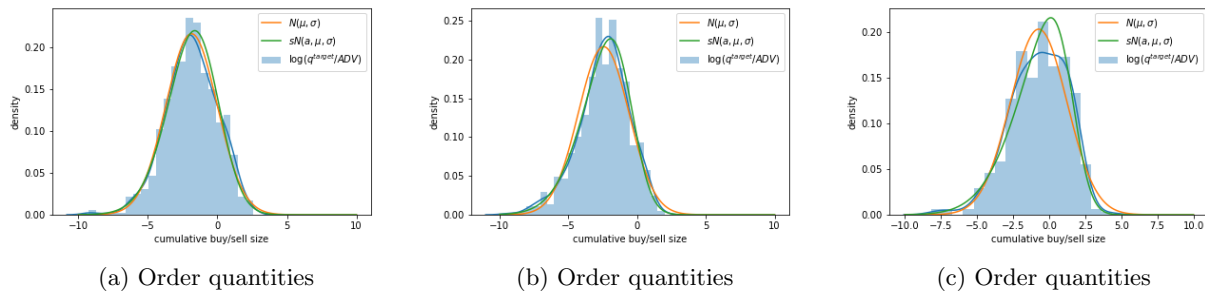 N(μ, σ)
sN(a, μ, σ)
log(q^target/ADV)
density
0.20
0.15
0.10
0.05
0.00
−10
−5
0
5
10
cumulative buy/sell size
(a) Order quantities
N(μ, σ)
sN(a, μ, σ)
log(q^target/ADV)
density
0.25
0.20
0.15
0.10
0.05
0.00
−10
−5
0
5
10
cumulative buy/sell size
(b) Order quantities
N(μ, σ)
sN(a, μ, σ)
log(q^target/ADV)
density
0.20
0.15
0.10
0.05
0.00
−10.0
−7.5
−5.0
−2.5
0.0
2.5
5.0
7.5
10.0
cumulative buy/sell size
(c) Order quantities